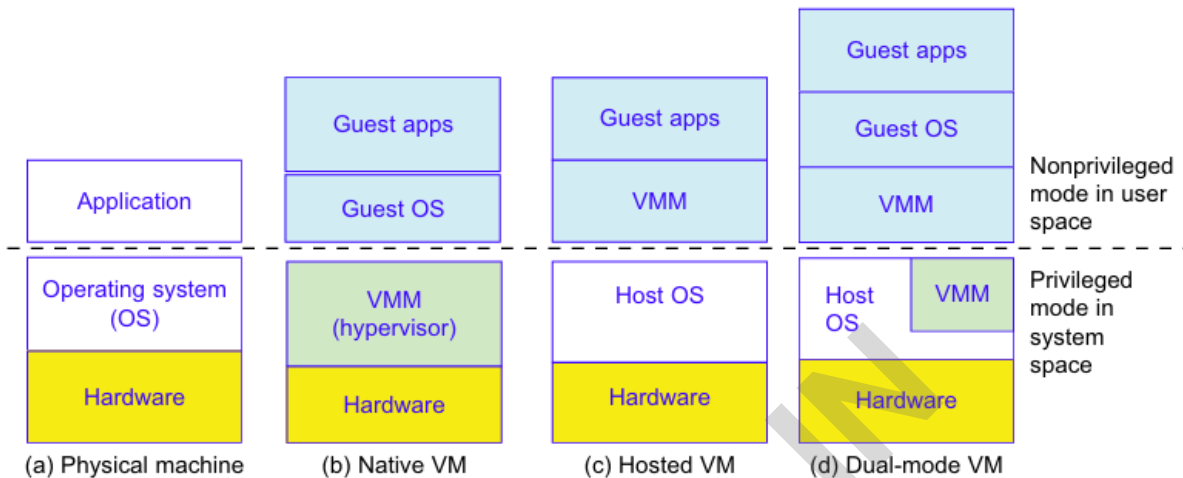 Application
Operating system
(OS)
Hardware
(a) Physical machine
Guest apps
Guest OS
VMM
(hypervisor)
Hardware
(b) Native VM
Guest apps
VMM
Host OS
Hardware
(c) Hosted VM
Guest apps
Guest OS
VMM
Host
OS
VMM
Hardware
(d) Dual-mode VM
Nonprivileged
mode in user
space
Privileged
mode in
system
space